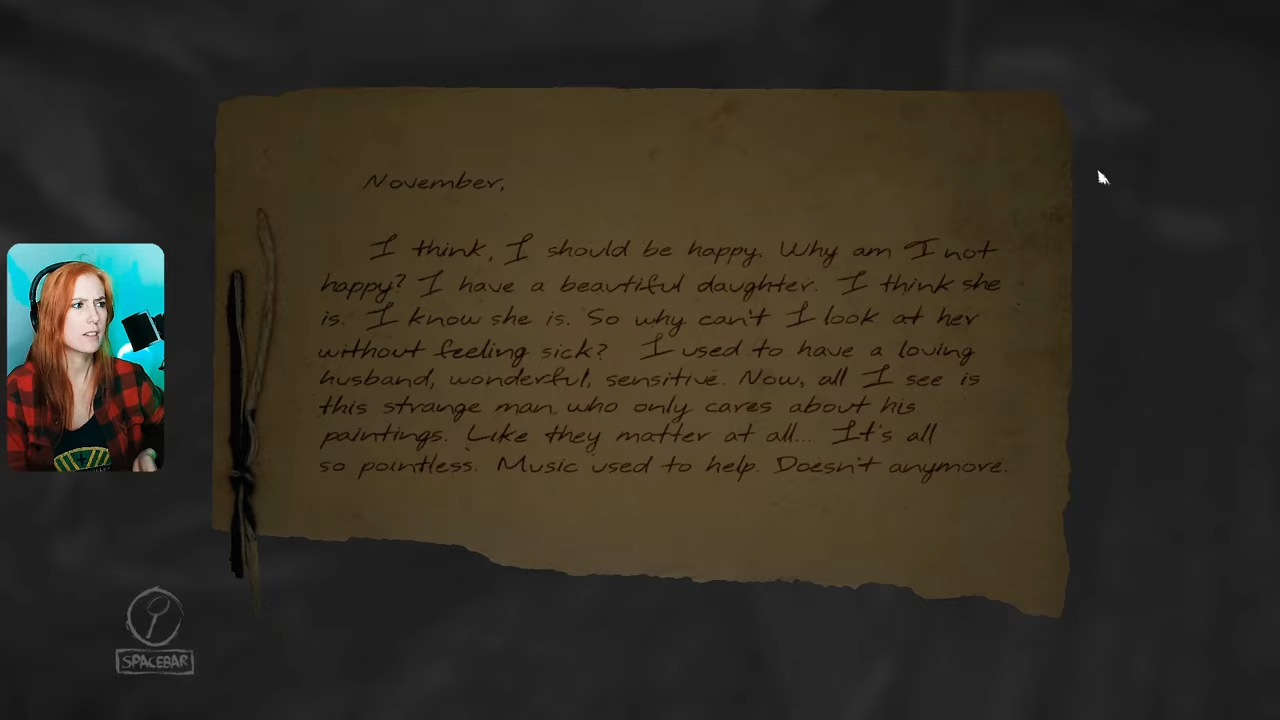 November,
I think, I should be happy. Why am I not
happy? I have a beautiful daughter. I think she
is. I know she is. So why can't I look at her
without feeling sick? I used to have a loving
husband, wonderful, sensitive. Now, all I see is
this strange man who only cares about his
paintings. Like they matter at all... It's all
so pointless. Music used to help. Doesn't anymore.
SPACEBAR